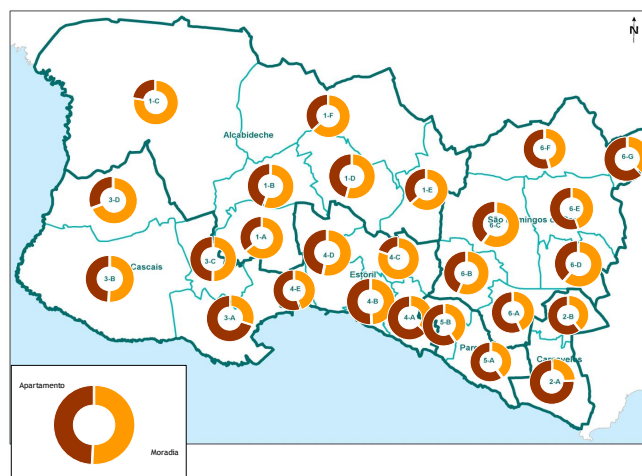 N
1-C
1-F
Alcabideche
6-F
6-G
1-B
1-D
1-E
3-D
6-E
São
6-C
1-A
4-D
4-C
3-C
Cascais
6-D
6-B
Estoril
3-B
4-E
4-B
3-A
4-A
5-B
6-A
2-B
5-A
2-A
Apartamento
Moradia